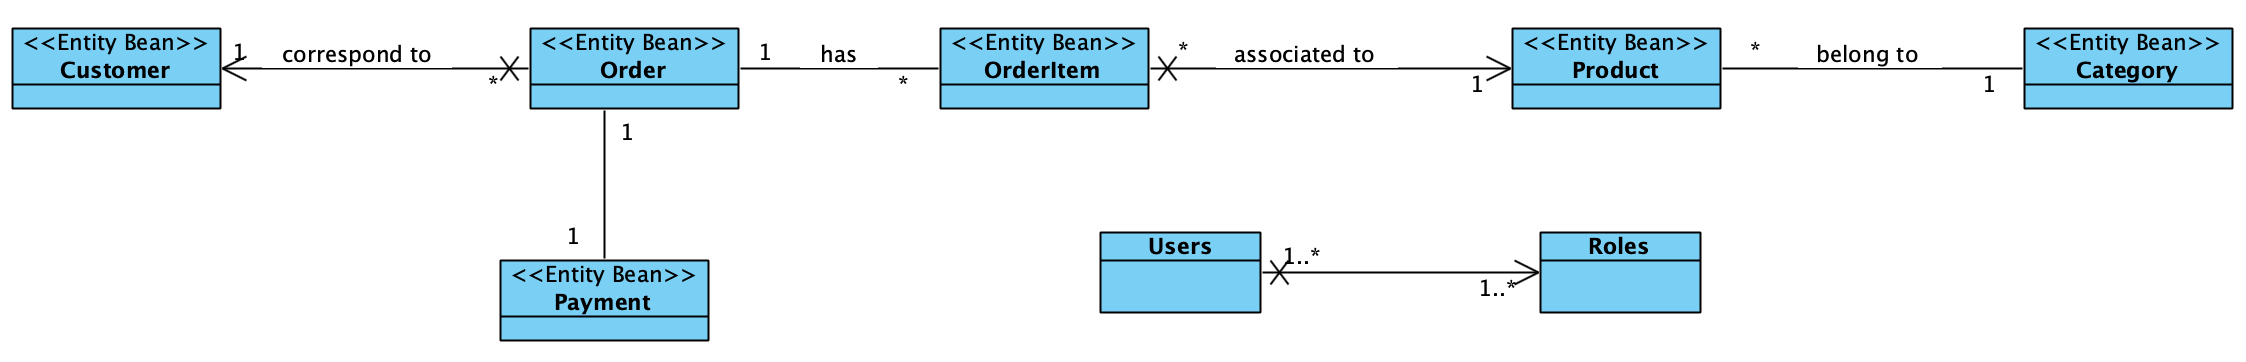 <<Entity Bean>>
Customer
1
correspond to
*
<<Entity Bean>>
Order
1
has
*
<<Entity Bean>>
OrderItem
*
associated to
1
<<Entity Bean>>
Product
*
belong to
1
<<Entity Bean>>
Category
1
1
<<Entity Bean>>
Payment
Users
1..*
1..*
Roles